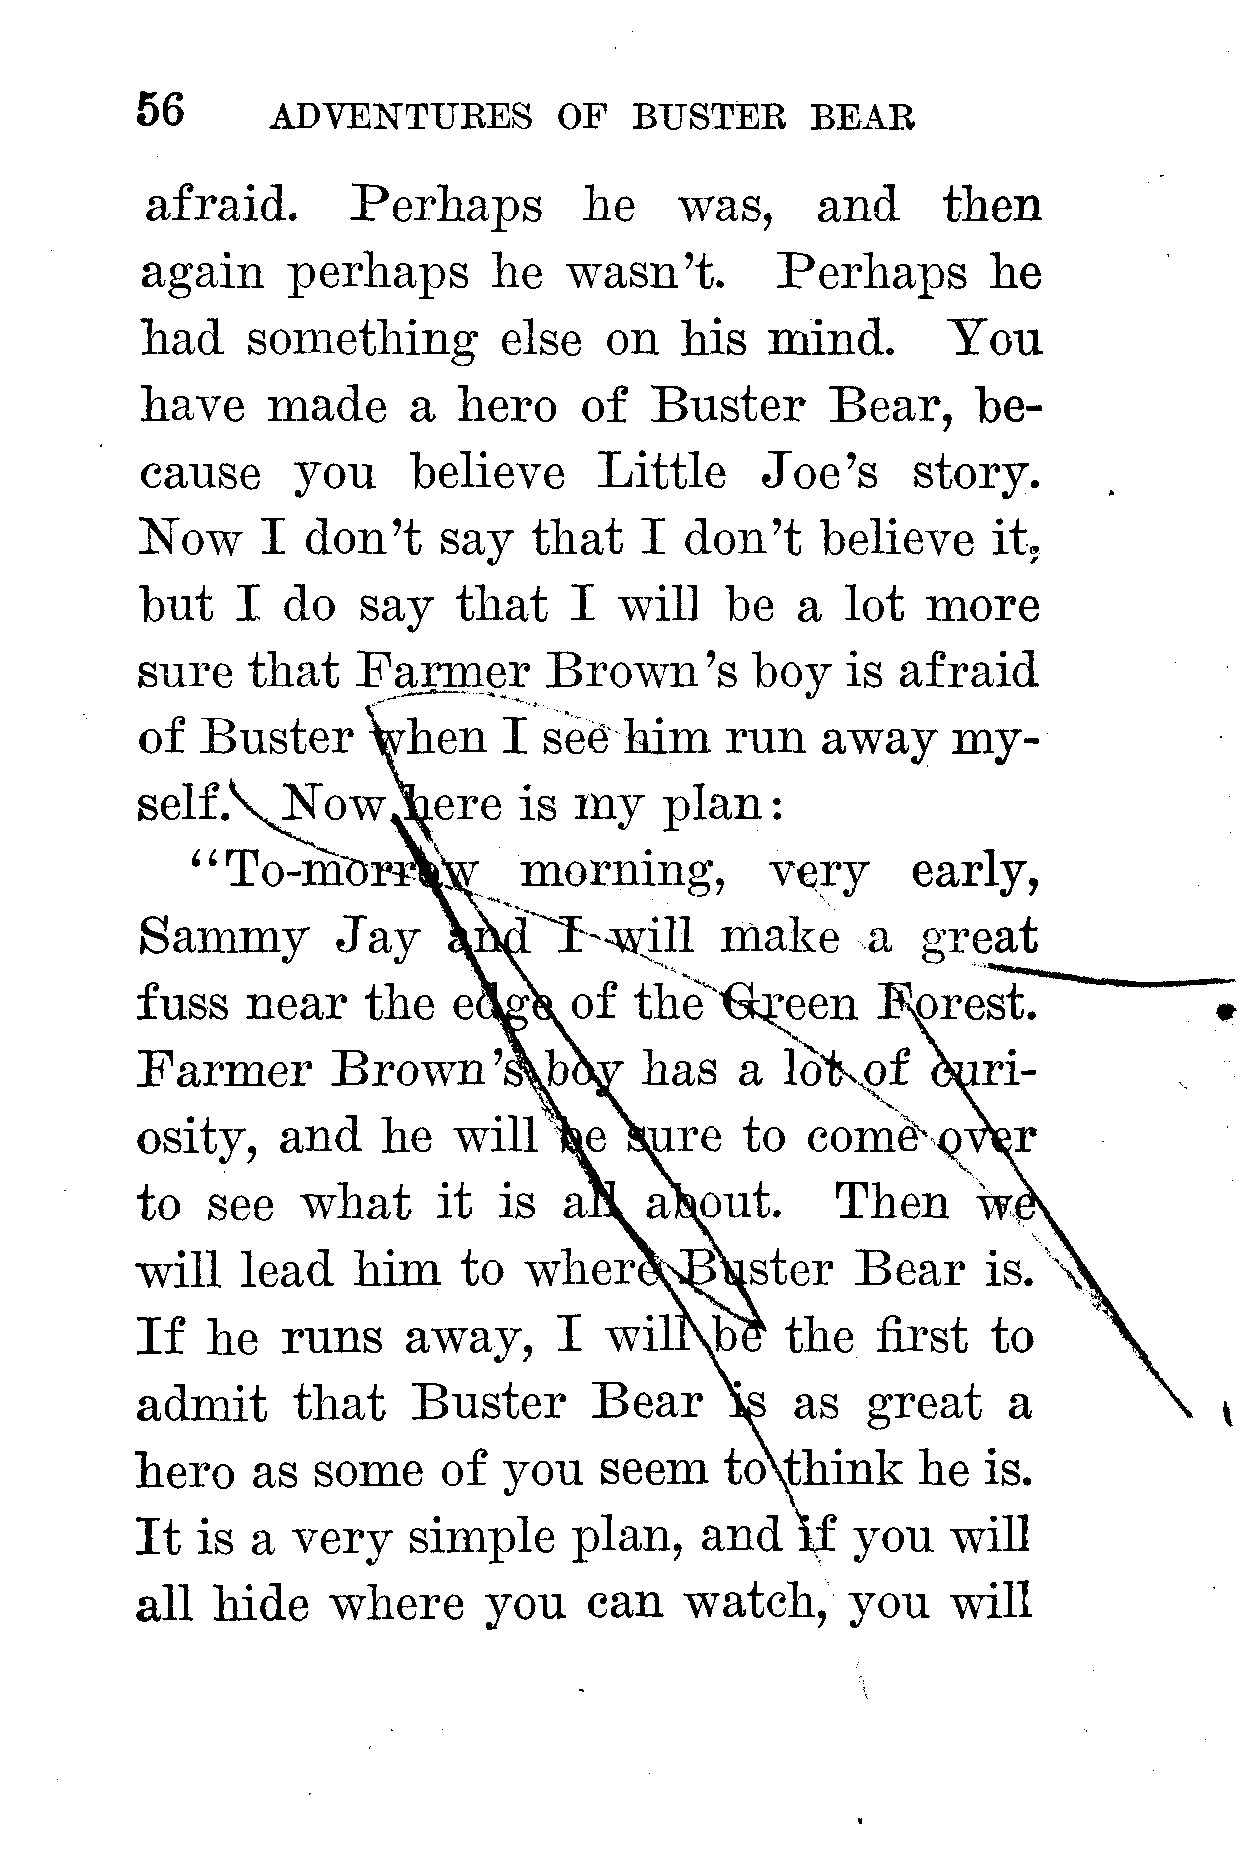 56 ADVENTURES OF BUSTER BEAR
afraid. Perhaps he was, and then
again perhaps he wasn't. Perhaps he
had something else on his mind. You
have made a hero of Buster Bear, be-
cause you believe Little Joe's story.
Now I don't say that I don't believe it,
but I do say that I will be a lot more
sure that Farmer Brown's boy is afraid
of Buster when I see him run away my-
self. Now here is my plan:
"To-morrow morning, very early,
Sammy Jay and I will make a great
fuss near the edge of the Green Forest.
Farmer Brown's boy has a lot of curi-
osity, and he will be sure to come over
to see what it is all about. Then we
will lead him to where Buster Bear is.
If he runs away, I will be the first to
admit that Buster Bear is as great a
hero as some of you seem to think he is.
It is a very simple plan, and if you will
all hide where you can watch, you will